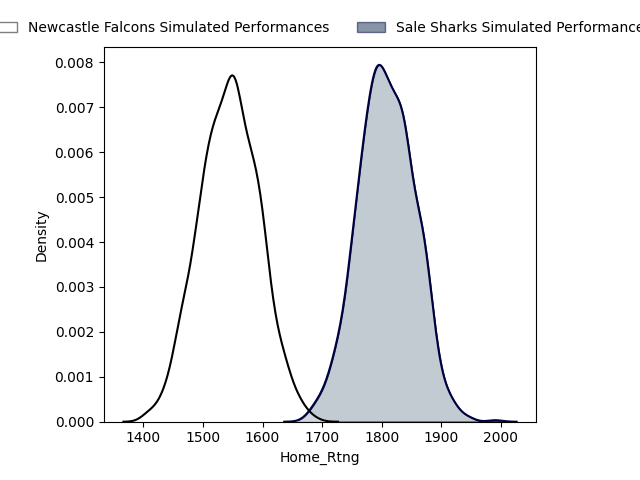 Newcastle Falcons Simulated Performances Sale Sharks Simulated Performance
0.008
0.007
0.006
0.005
0.004
0.003
0.002
0.001
0.000
Density
1400 1500 1600 1700 1800 1900 2000
Home_Rtng